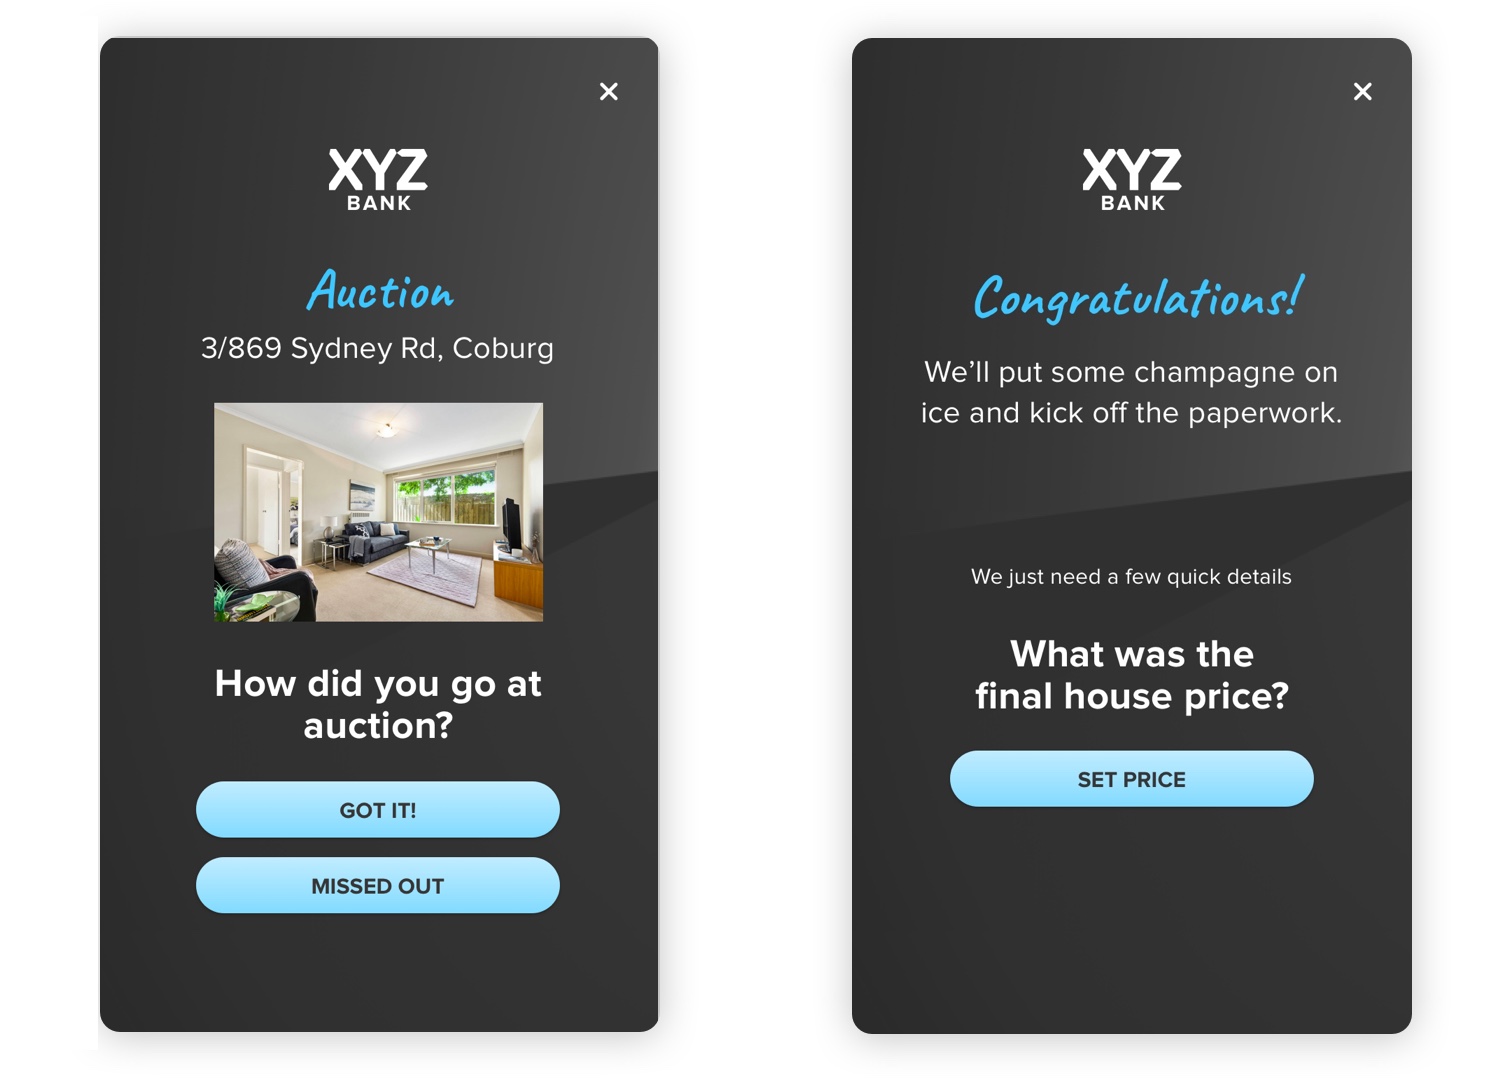 XYZ
BANK
Auction
3/869 Sydney Rd, Coburg
How did you go at
auction?
GOT IT!
MISSED OUT
XYZ
BANK
Congratulations!
We’ll put some champagne on
ice and kick off the paperwork.
We just need a few quick details
What was the
final house price?
SET PRICE